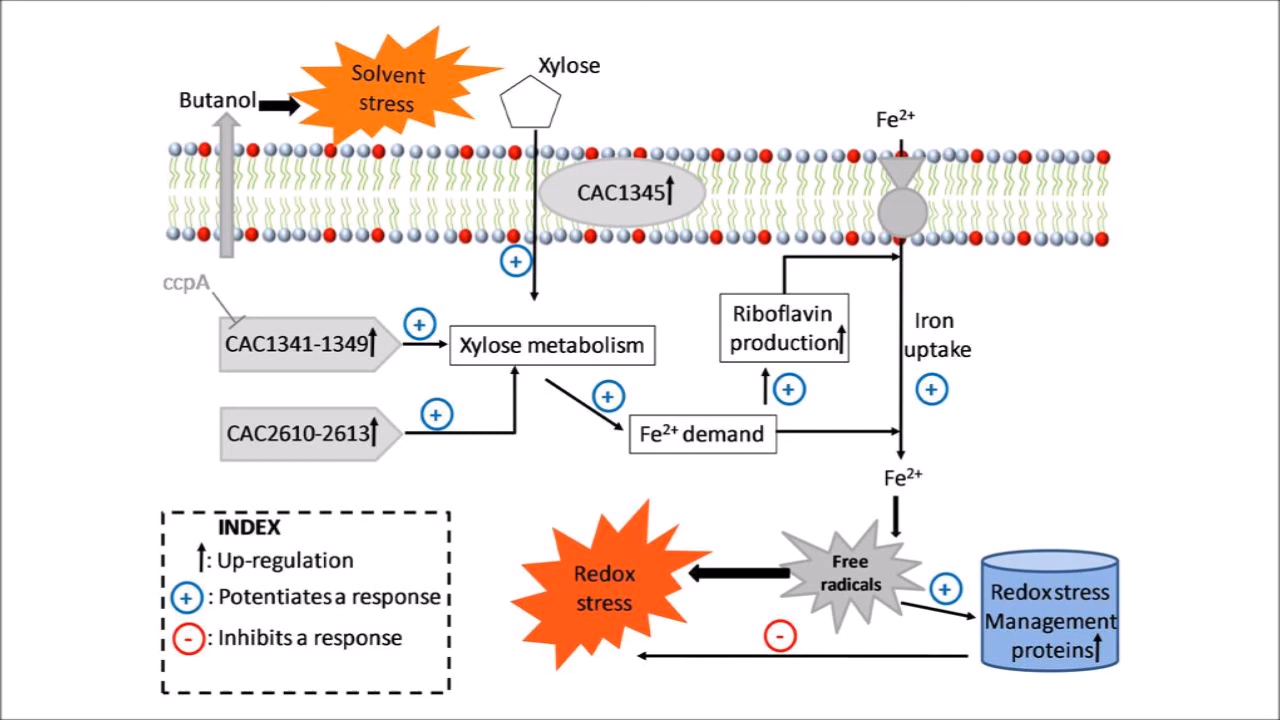 Solvent
stress
Xylose
Butanol
Fe²⁺
CAC1345
+
ccpA
CAC1341-1349
+
Xylose metabolism
Riboflavin
production
Iron
uptake
+
+
+
CAC2610-2613
+
Fe²⁺ demand
Fe²⁺
INDEX
: Up-regulation
+ : Potentiates a response
- : Inhibits a response
Redox
stress
Free
radicals
+
-
Redox stress
Management
proteins